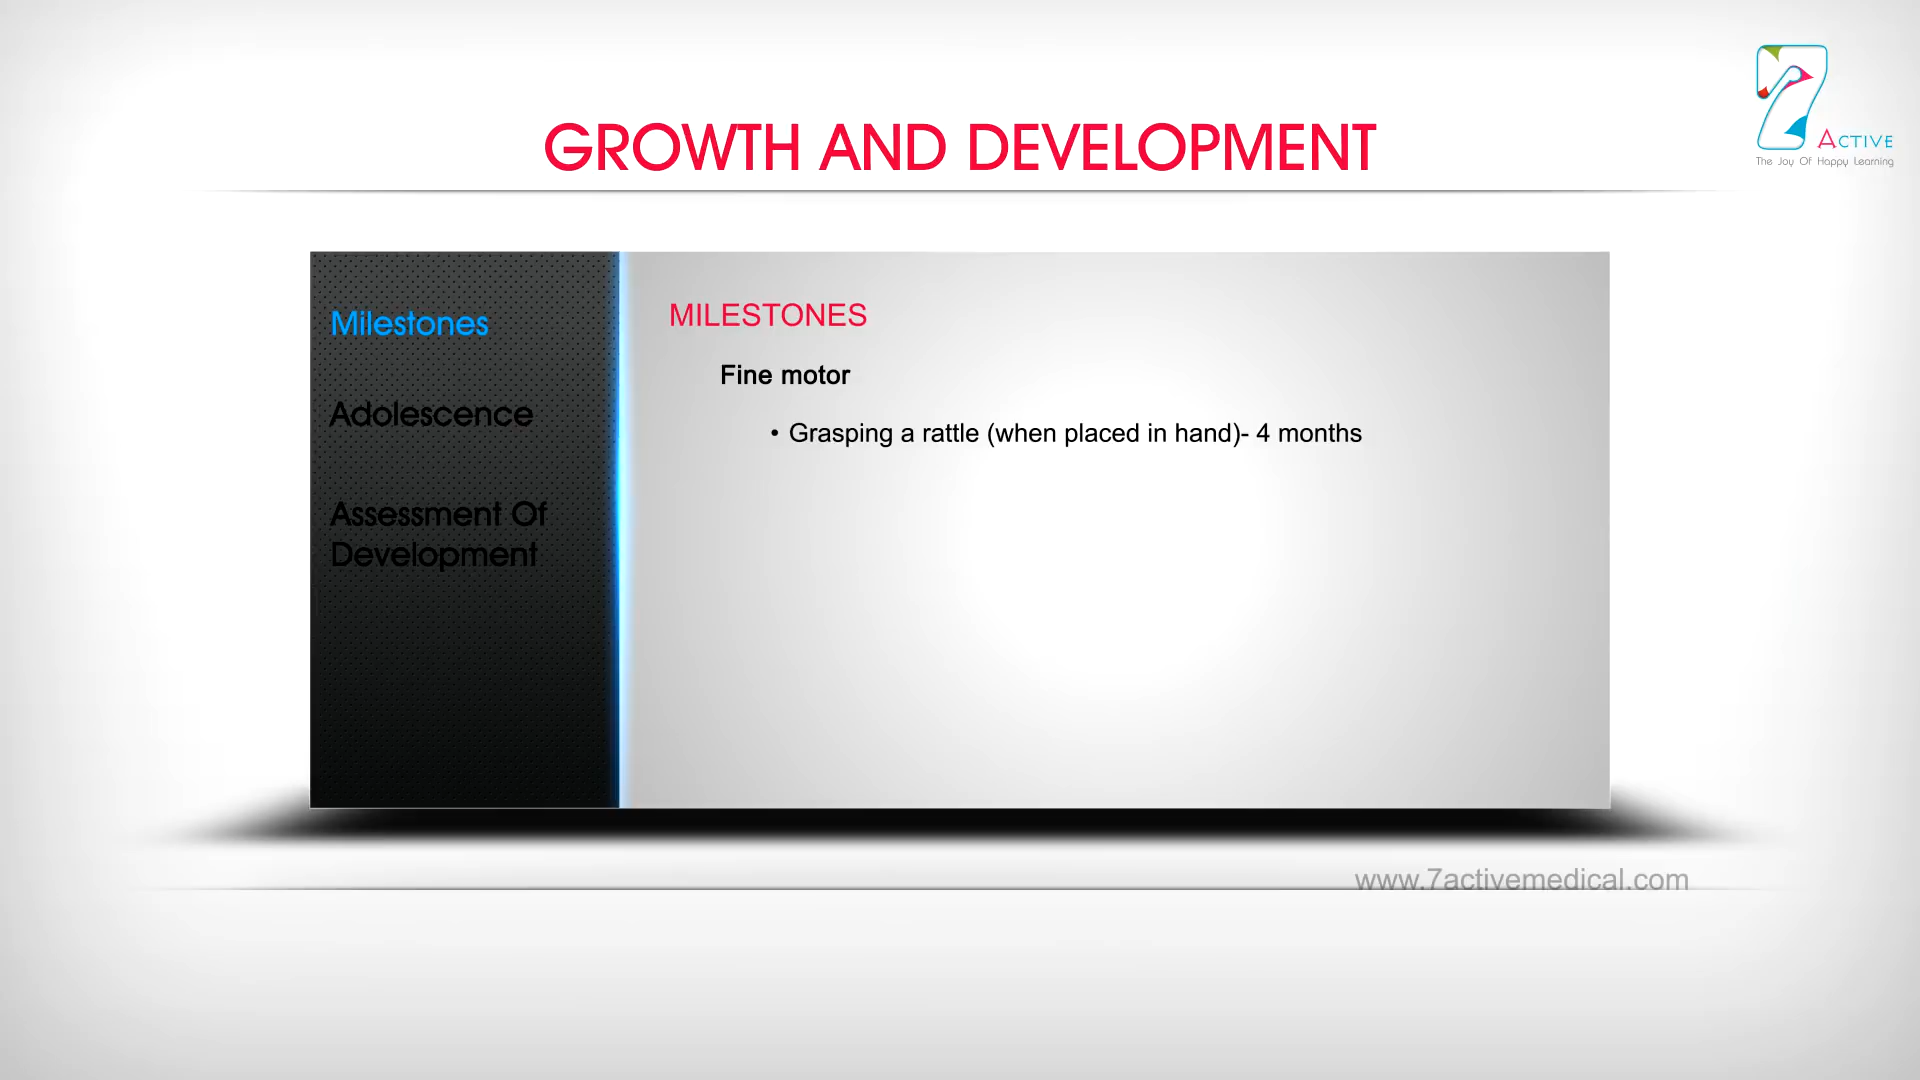 7 ACTIVE
The Joy Of Happy Learning
GROWTH AND DEVELOPMENT
Milestones
Adolescence
Assessment Of
Development
MILESTONES
Fine motor
• Grasping a rattle (when placed in hand)- 4 months
www.7activemedical.com